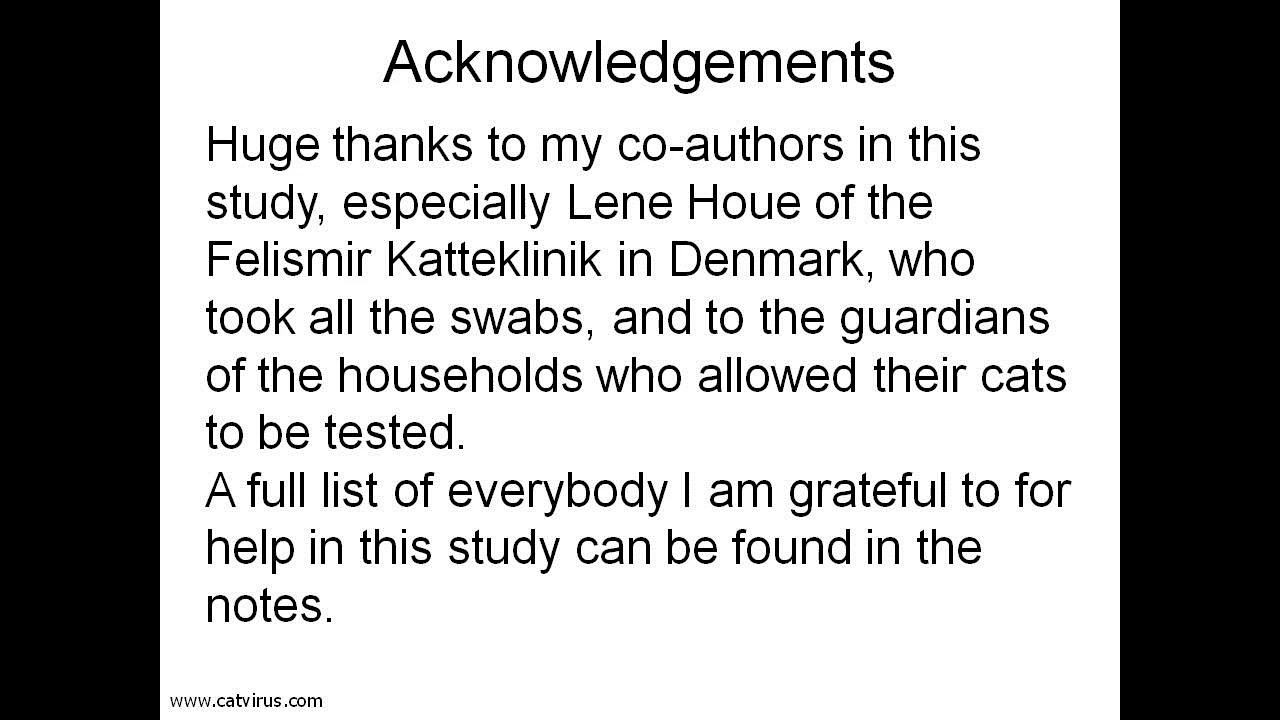 Acknowledgements
Huge thanks to my co-authors in this
study, especially Lene Houe of the
Felismir Katteklinik in Denmark, who
took all the swabs, and to the guardians
of the households who allowed their cats
to be tested.
A full list of everybody I am grateful to for
help in this study can be found in the
notes.
www.catvirus.com